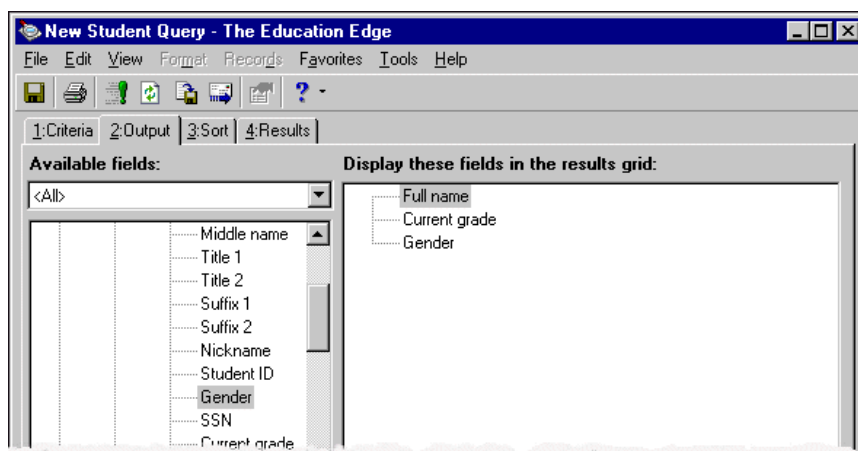 New Student Query - The Education Edge
File Edit View Format Records Favorites Tools Help
1:Criteria 2:Output 3:Sort 4:Results
Available fields:
<All>
Middle name
Title 1
Title 2
Suffix 1
Suffix 2
Nickname
Student ID
Gender
SSN
Current grade
Display these fields in the results grid:
Full name
Current grade
Gender